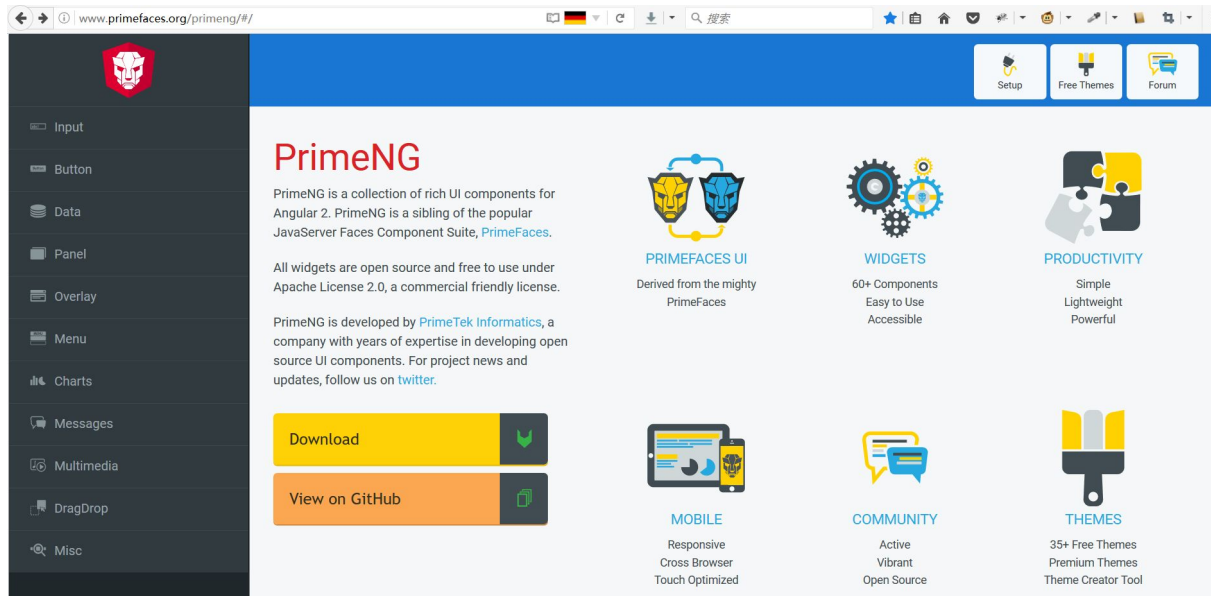 www.primefaces.org/primeng/#/
搜索
Setup
Free Themes
Forum
Input
Button
Data
Panel
Overlay
Menu
Charts
Messages
Multimedia
DragDrop
Misc
PrimeNG
PrimeNG is a collection of rich UI components for
Angular 2. PrimeNG is a sibling of the popular
JavaServer Faces Component Suite, PrimeFaces.
All widgets are open source and free to use under
Apache License 2.0, a commercial friendly license.
PrimeNG is developed by PrimeTek Informatics, a
company with years of expertise in developing open
source UI components. For project news and
updates, follow us on twitter.
Download
View on GitHub
PRIMEFACES UI
Derived from the mighty
PrimeFaces
WIDGETS
60+ Components
Easy to Use
Accessible
PRODUCTIVITY
Simple
Lightweight
Powerful
MOBILE
Responsive
Cross Browser
Touch Optimized
COMMUNITY
Active
Vibrant
Open Source
THEMES
35+ Free Themes
Premium Themes
Theme Creator Tool